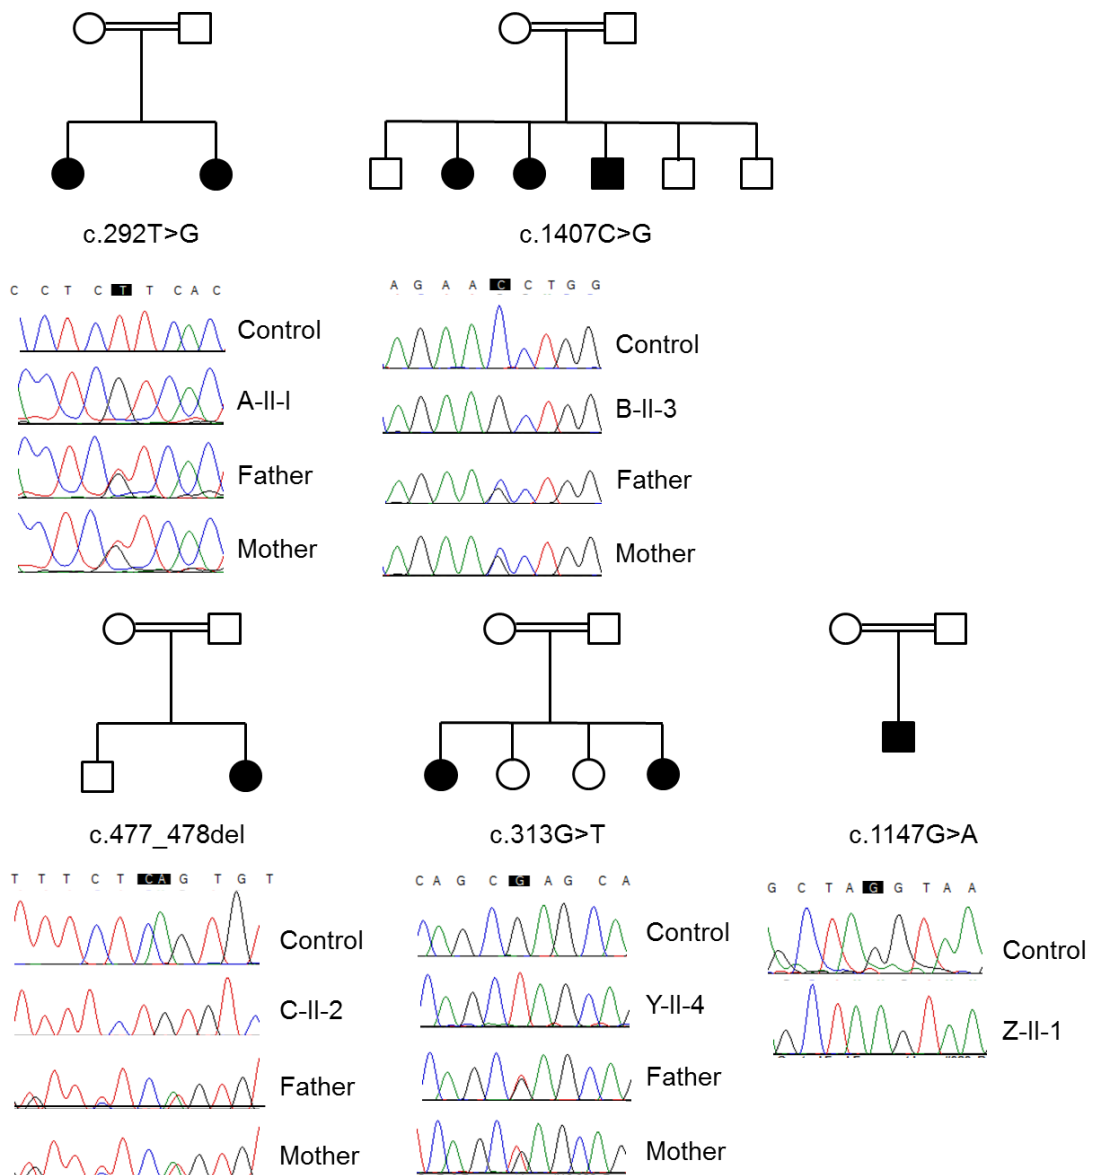 c.292T>G
C C T C T T C A C
Control
A-II-I
Father
Mother
c.1407C>G
A G A A C C T G G
Control
B-II-3
Father
Mother
c.477_478del
T T T C T C A G T G T
Control
C-II-2
Father
Mother
c.313G>T
C A G C G A G C A
Control
Y-II-4
Father
Mother
c.1147G>A
G C T A G G T A A
Control
Z-II-1